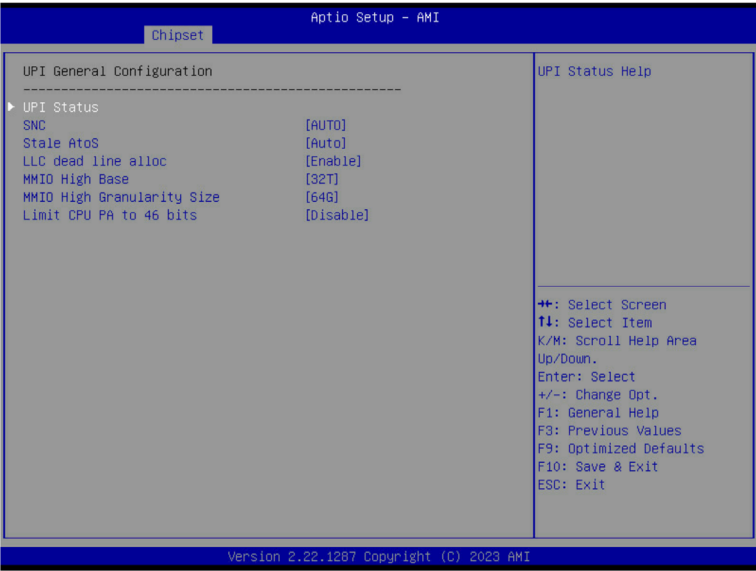 Aptio Setup – AMI
Chipset
UPI General Configuration
------------------------------------------------
UPI Status
SNC [AUTO]
Stale AtoS [Auto]
LLC dead line alloc [Enable]
MMIO High Base [32T]
MMIO High Granularity Size [64G]
Limit CPU PA to 46 bits [Disable]
UPI Status Help
→←: Select Screen
↑↓: Select Item
K/M: Scroll Help Area
Up/Down.
Enter: Select
+/-: Change Opt.
F1: General Help
F3: Previous Values
F9: Optimized Defaults
F10: Save & Exit
ESC: Exit
Version 2.22.1287 Copyright (C) 2023 AMI